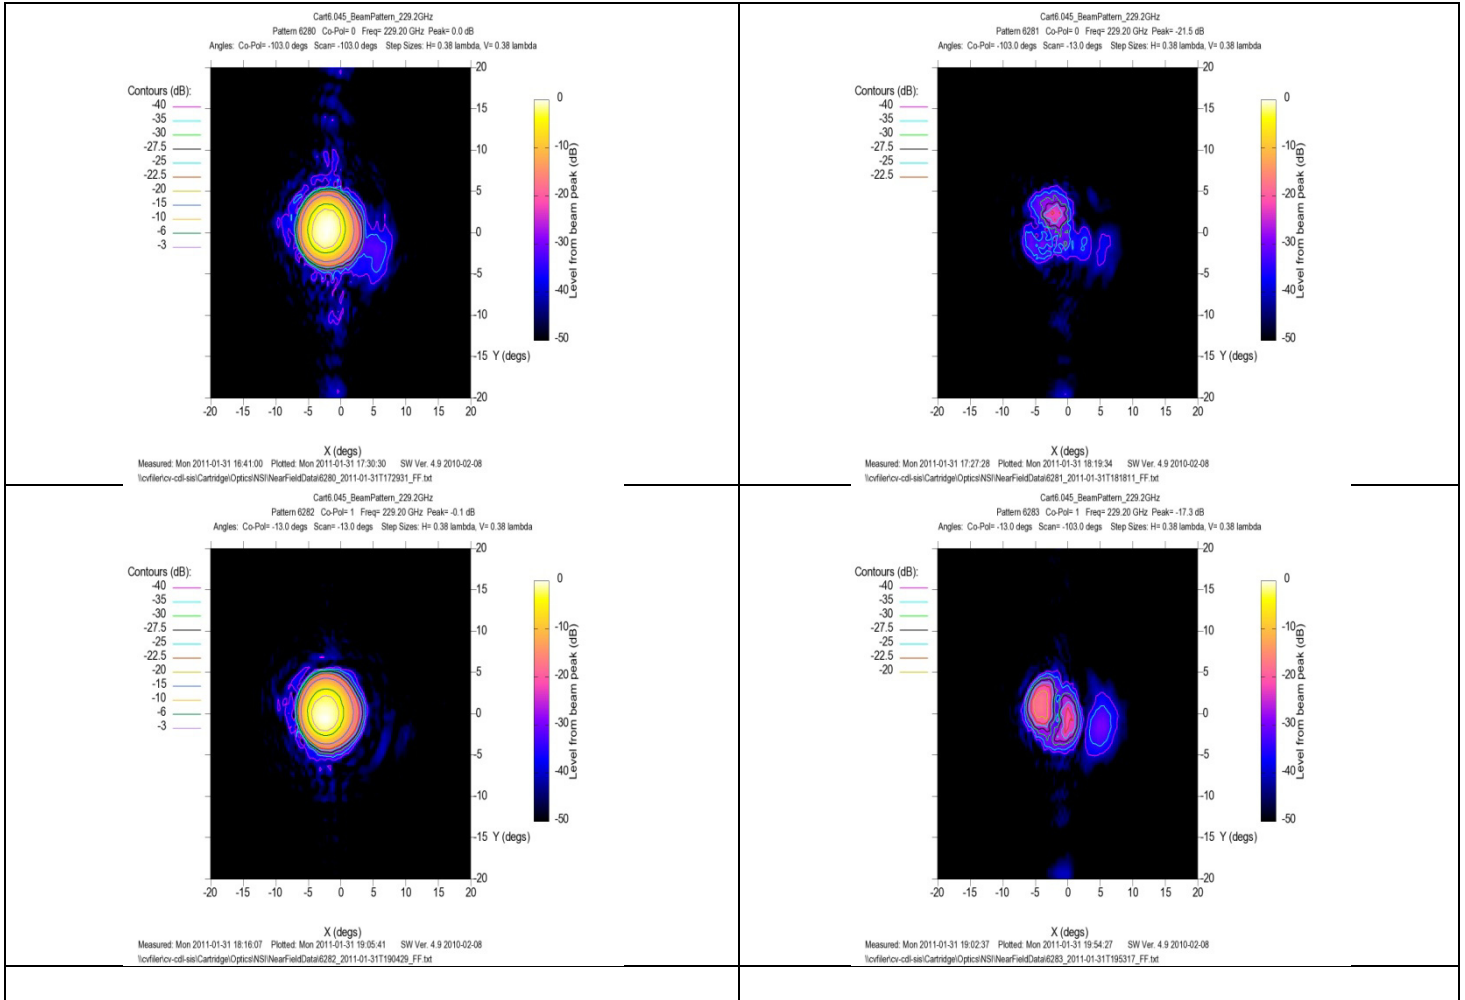 Cart6.045_BeamPattern_229.2GHz
Pattern 6280 Co-Pol= 0 Freq= 229.20 GHz Peak= 0.0 dB
Angles: Co-Pol= -103.0 degs Scan= -103.0 degs Step Sizes: H= 0.38 lambda, V= 0.38 lambda
Contours (dB):
-40
-35
-30
-27.5
-25
-22.5
-20
-15
-10
-6
-3
20
15
10
5
0
-5
-10
-15 Y (degs)
-20
0
-10
-20
-30
-40
-50
Level from beam peak (dB)
-20 -15 -10 -5 0 5 10 15 20
X (degs)
Measured: Mon 2011-01-31 16:41:00 Plotted: Mon 2011-01-31 17:30:30 SW Ver. 4.9 2010-02-08
\\cvfiler\cv-cdl-sis\Cartridge\Optics\NSI\NearFieldData\6280_2011-01-31T172931_FF.txt
Cart6.045_BeamPattern_229.2GHz
Pattern 6281 Co-Pol= 0 Freq= 229.20 GHz Peak= -21.5 dB
Angles: Co-Pol= -103.0 degs Scan= -13.0 degs Step Sizes: H= 0.38 lambda, V= 0.38 lambda
Contours (dB):
-40
-35
-30
-27.5
-25
-22.5
20
15
10
5
0
-5
-10
-15 Y (degs)
-20
0
-10
-20
-30
-40
-50
Level from beam peak (dB)
-20 -15 -10 -5 0 5 10 15 20
X (degs)
Measured: Mon 2011-01-31 17:27:28 Plotted: Mon 2011-01-31 18:19:34 SW Ver. 4.9 2010-02-08
\\cvfiler\cv-cdl-sis\Cartridge\Optics\NSI\NearFieldData\6281_2011-01-31T181811_FF.txt
Cart6.045_BeamPattern_229.2GHz
Pattern 6282 Co-Pol= 1 Freq= 229.20 GHz Peak= -0.1 dB
Angles: Co-Pol= -13.0 degs Scan= -13.0 degs Step Sizes: H= 0.38 lambda, V= 0.38 lambda
Contours (dB):
-40
-35
-30
-27.5
-25
-22.5
-20
-15
-10
-6
-3
20
15
10
5
0
-5
-10
-15 Y (degs)
-20
0
-10
-20
-30
-40
-50
Level from beam peak (dB)
-20 -15 -10 -5 0 5 10 15 20
X (degs)
Measured: Mon 2011-01-31 18:16:07 Plotted: Mon 2011-01-31 19:05:41 SW Ver. 4.9 2010-02-08
\\cvfiler\cv-cdl-sis\Cartridge\Optics\NSI\NearFieldData\6282_2011-01-31T190429_FF.txt
Cart6.045_BeamPattern_229.2GHz
Pattern 6283 Co-Pol= 1 Freq= 229.20 GHz Peak= -17.3 dB
Angles: Co-Pol= -13.0 degs Scan= -103.0 degs Step Sizes: H= 0.38 lambda, V= 0.38 lambda
Contours (dB):
-40
-35
-30
-27.5
-25
-22.5
-20
20
15
10
5
0
-5
-10
-15 Y (degs)
-20
0
-10
-20
-30
-40
-50
Level from beam peak (dB)
-20 -15 -10 -5 0 5 10 15 20
X (degs)
Measured: Mon 2011-01-31 19:02:37 Plotted: Mon 2011-01-31 19:54:27 SW Ver. 4.9 2010-02-08
\\cvfiler\cv-cdl-sis\Cartridge\Optics\NSI\NearFieldData\6283_2011-01-31T195317_FF.txt